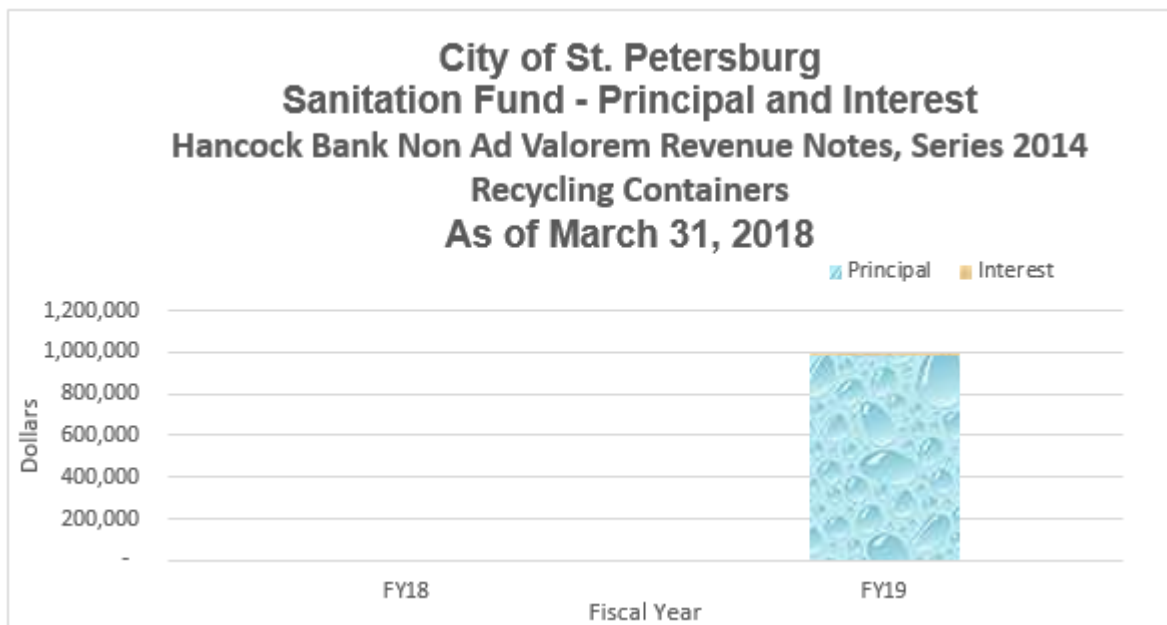 City of St. Petersburg
Sanitation Fund - Principal and Interest
Hancock Bank Non Ad Valorem Revenue Notes, Series 2014
Recycling Containers
As of March 31, 2018
Principal Interest
1,200,000
1,000,000
800,000
600,000
400,000
200,000
-
Dollars
FY18 FY19
Fiscal Year